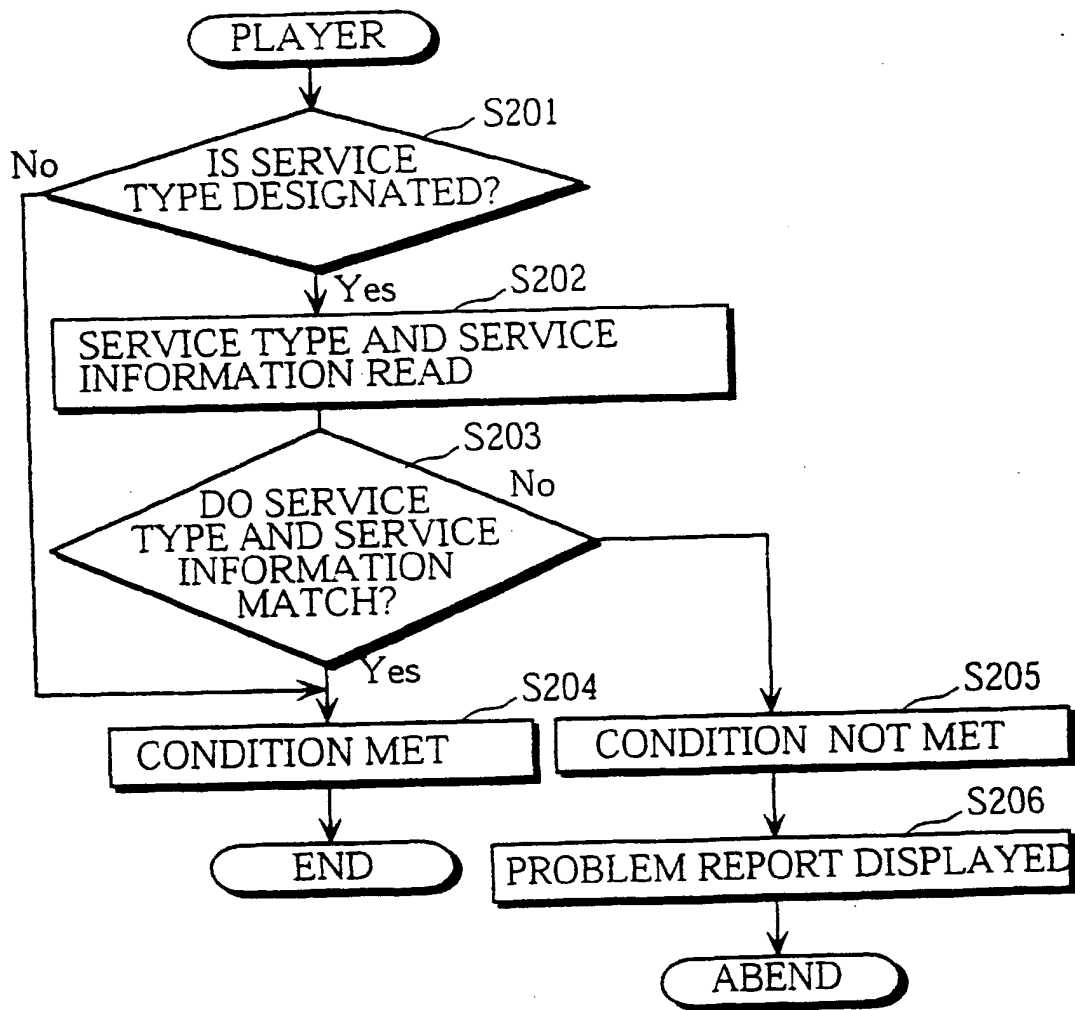 PLAYER
S201
No
IS SERVICE
TYPE DESIGNATED?
Yes
S202
SERVICE TYPE AND SERVICE
INFORMATION READ
S203
No
DO SERVICE
TYPE AND SERVICE
INFORMATION
MATCH?
Yes
S204
CONDITION MET
END
S205
CONDITION NOT MET
S206
PROBLEM REPORT DISPLAYED
ABEND